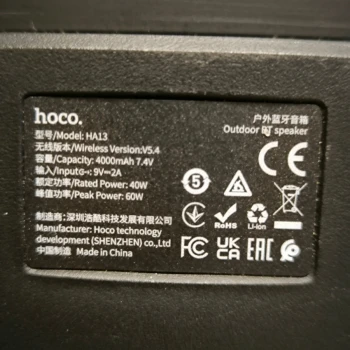 hoco.
户外蓝牙音箱
Outdoor BT speaker
型号/Model: HA13
无线版本/Wireless Version:V5.4
容量/Capacity: 4000mAh 7.4V
输入/Input: 9V=2A
额定功率/Rated Power: 40W
峰值功率/Peak Power: 60W
CE
5
RoHS
Li-ion
制造商:深圳浩酷科技发展有限公司
Manufacturer: Hoco technology
development (SHENZHEN) co.,Ltd
中国制造 Made in China
FC
UK
CA
EAC